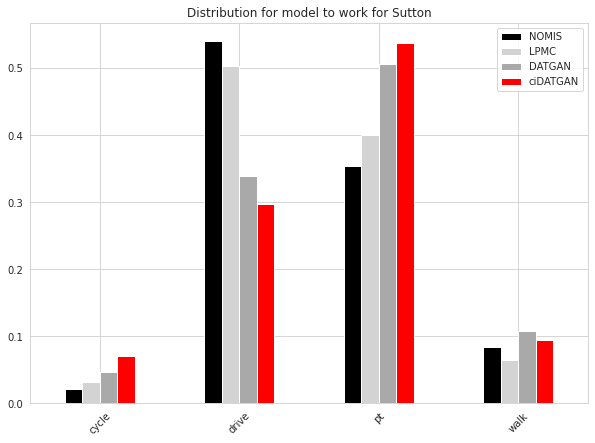 Distribution for model to work for Sutton
NOMIS
LPMC
DATGAN
ciDATGAN
0.5
0.4
0.3
0.2
0.1
0.0
cycle
drive
pt
walk